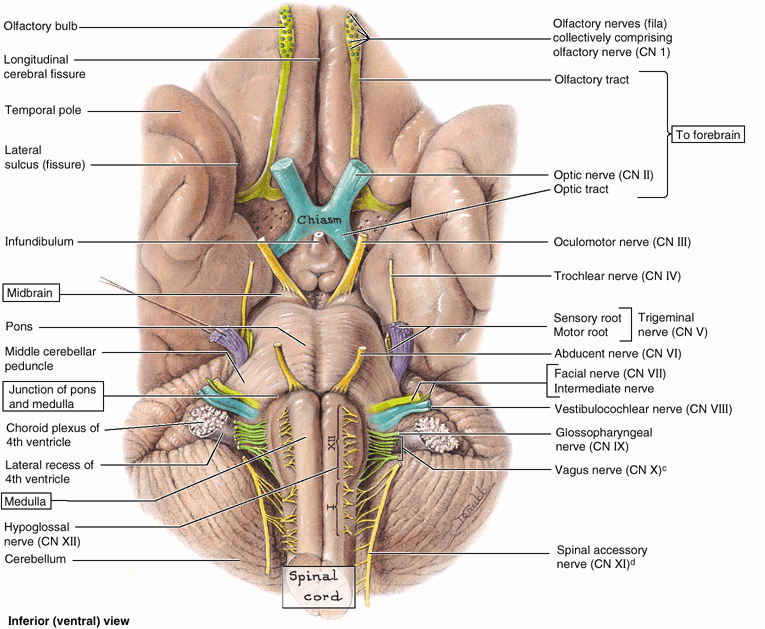 Olfactory bulb
Longitudinal
cerebral fissure
Temporal pole
Lateral
sulcus (fissure)
Infundibulum
Midbrain
Pons
Middle cerebellar
peduncle
Junction of pons
and medulla
Choroid plexus of
4th ventricle
Lateral recess of
4th ventricle
Medulla
Hypoglossal
nerve (CN XII)
Cerebellum
Chiasm
XII
I
Spinal
cord
Olfactory nerves (fila)
collectively comprising
olfactory nerve (CN 1)
Olfactory tract
To forebrain
Optic nerve (CN II)
Optic tract
Oculomotor nerve (CN III)
Trochlear nerve (CN IV)
Sensory root
Motor root
Trigeminal
nerve (CN V)
Abducent nerve (CN VI)
Facial nerve (CN VII)
Intermediate nerve
Vestibulocochlear nerve (CN VIII)
Glossopharyngeal
nerve (CN IX)
Vagus nerve (CN X)c
Spinal accessory
nerve (CN XI)d
Inferior (ventral) view